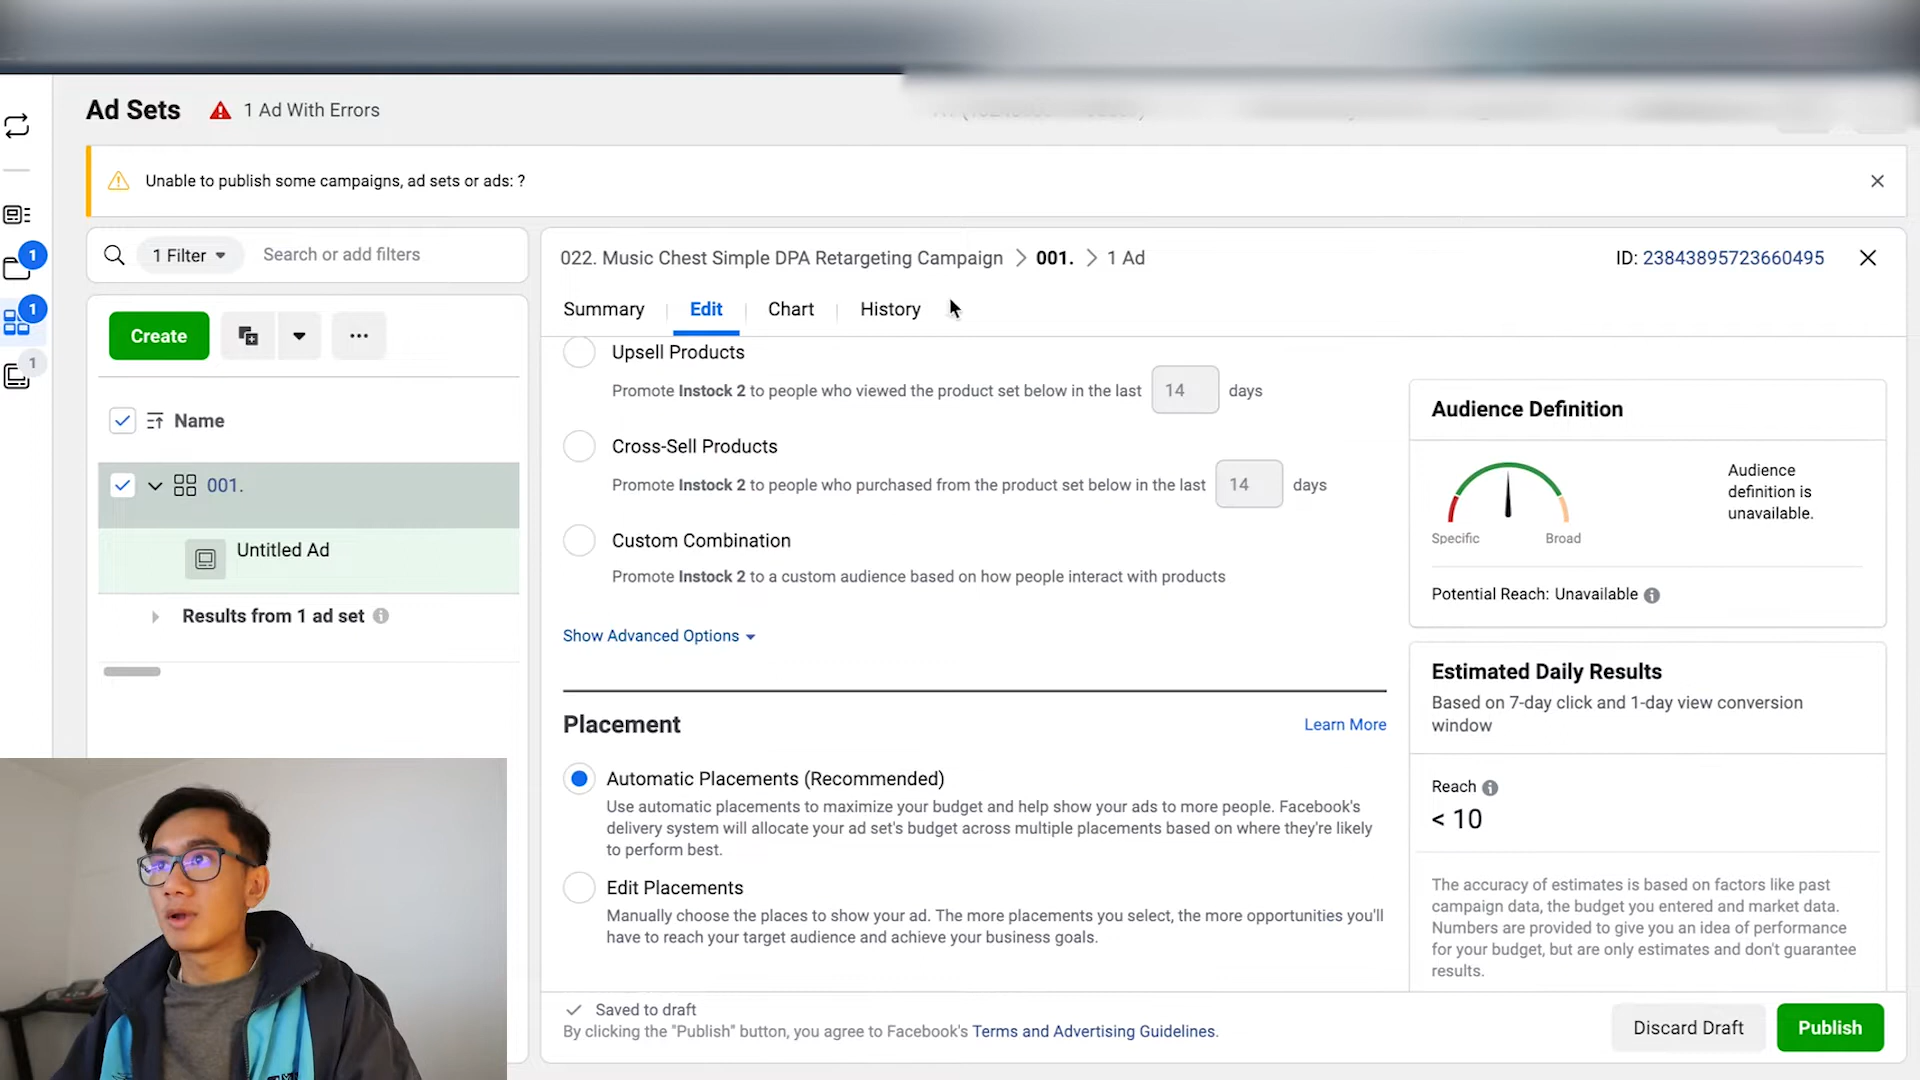 Ad Sets
1 Ad With Errors
Unable to publish some campaigns, ad sets or ads: ?
1 Filter
Search or add filters
022. Music Chest Simple DPA Retargeting Campaign
001.
1 Ad
ID: 23843895723660495
Summary
Edit
Chart
History
1
1
1
Create
Name
001.
Untitled Ad
Results from 1 ad set
Upsell Products
Promote Instock 2 to people who viewed the product set below in the last 14 days
Cross-Sell Products
Promote Instock 2 to people who purchased from the product set below in the last 14 days
Custom Combination
Promote Instock 2 to a custom audience based on how people interact with products
Show Advanced Options
Placement
Learn More
Automatic Placements (Recommended)
Use automatic placements to maximize your budget and help show your ads to more people. Facebook's
delivery system will allocate your ad set's budget across multiple placements based on where they're likely
to perform best.
Edit Placements
Manually choose the places to show your ad. The more placements you select, the more opportunities you'll
have to reach your target audience and achieve your business goals.
Audience Definition
Specific
Broad
Audience
definition is
unavailable.
Potential Reach: Unavailable
Estimated Daily Results
Based on 7-day click and 1-day view conversion
window
Reach
< 10
The accuracy of estimates is based on factors like past
campaign data, the budget you entered and market data.
Numbers are provided to give you an idea of performance
for your budget, but are only estimates and don't guarantee
results.
Saved to draft
By clicking the "Publish" button, you agree to Facebook's Terms and Advertising Guidelines.
Discard Draft
Publish